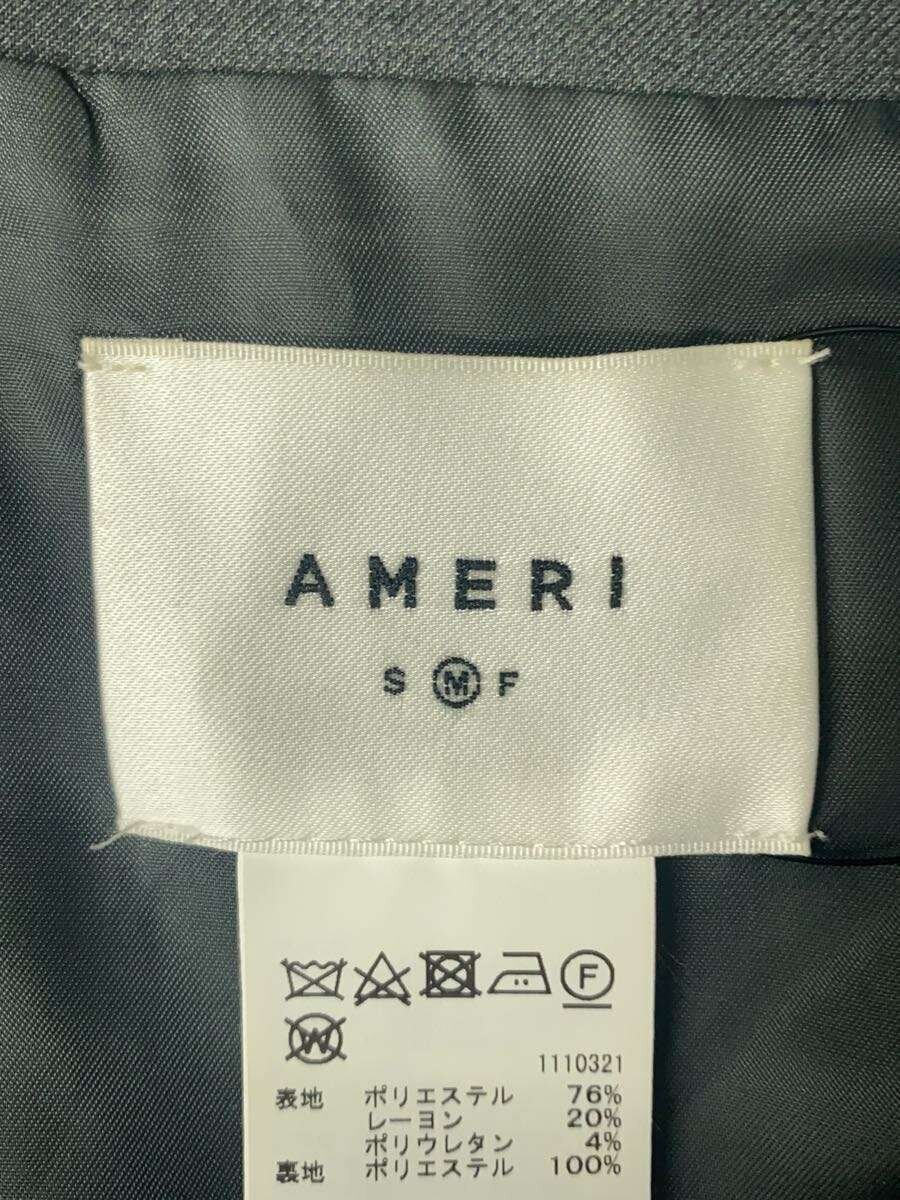 AMERI
S M F
F
W
1110321
表地 ポリエステル 76%
レーヨン 20%
ポリウレタン 4%
裏地 ポリエステル 100%